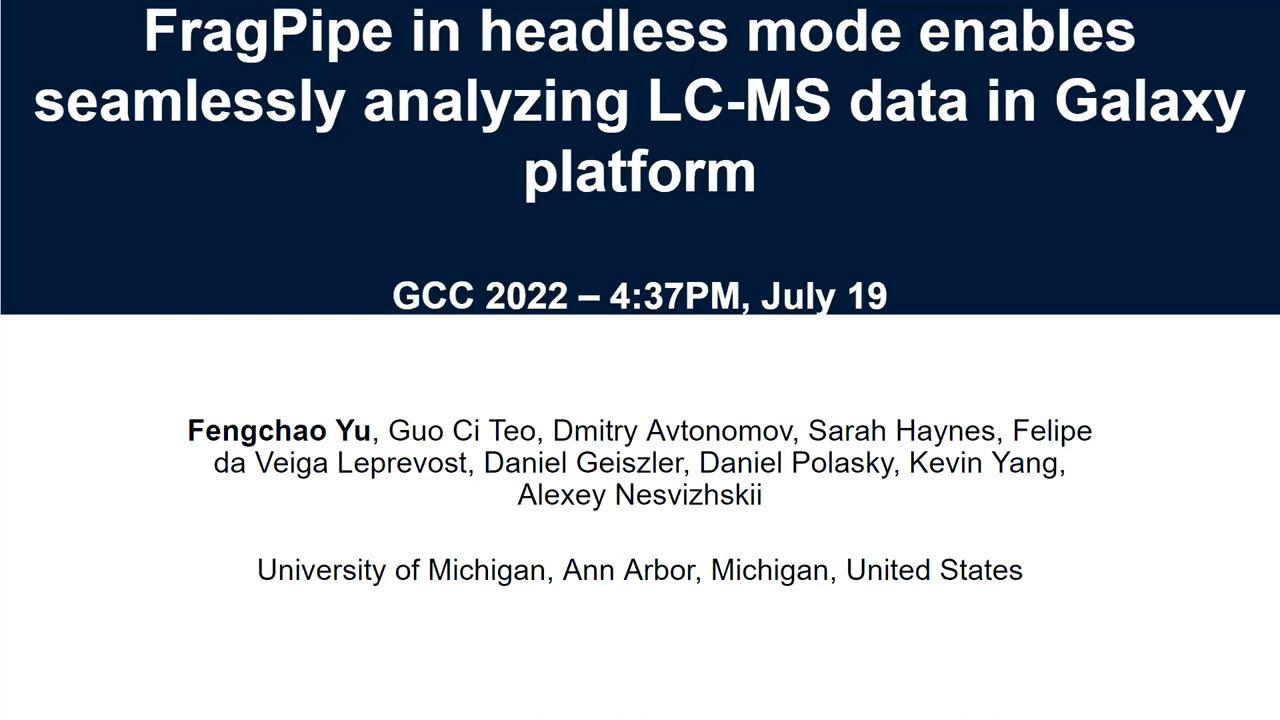 FragPipe in headless mode enables
seamlessly analyzing LC-MS data in Galaxy
platform
GCC 2022 – 4:37PM, July 19
Fengchao Yu, Guo Ci Teo, Dmitry Avtonomov, Sarah Haynes, Felipe
da Veiga Leprevost, Daniel Geiszler, Daniel Polasky, Kevin Yang,
Alexey Nesvizhskii
University of Michigan, Ann Arbor, Michigan, United States